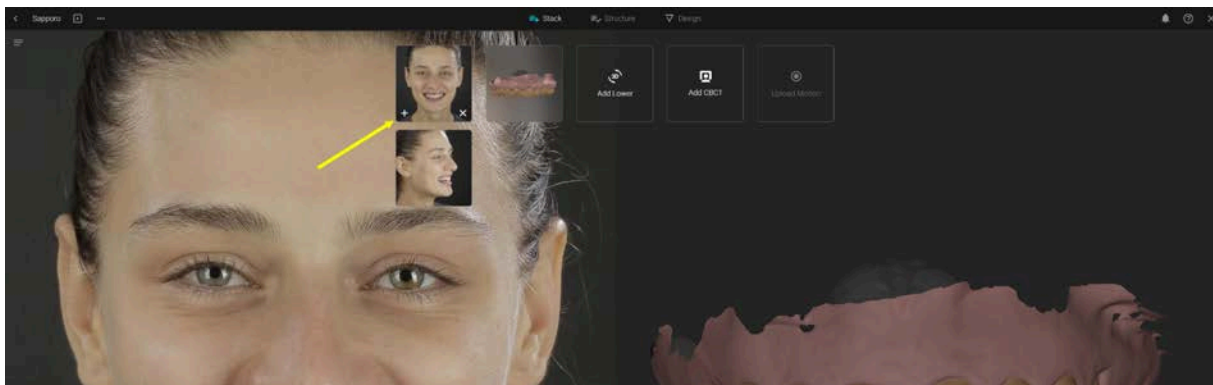 Sapporo
Stack
Structure
Design
Add Lower
Add CBCT
Upload Motion